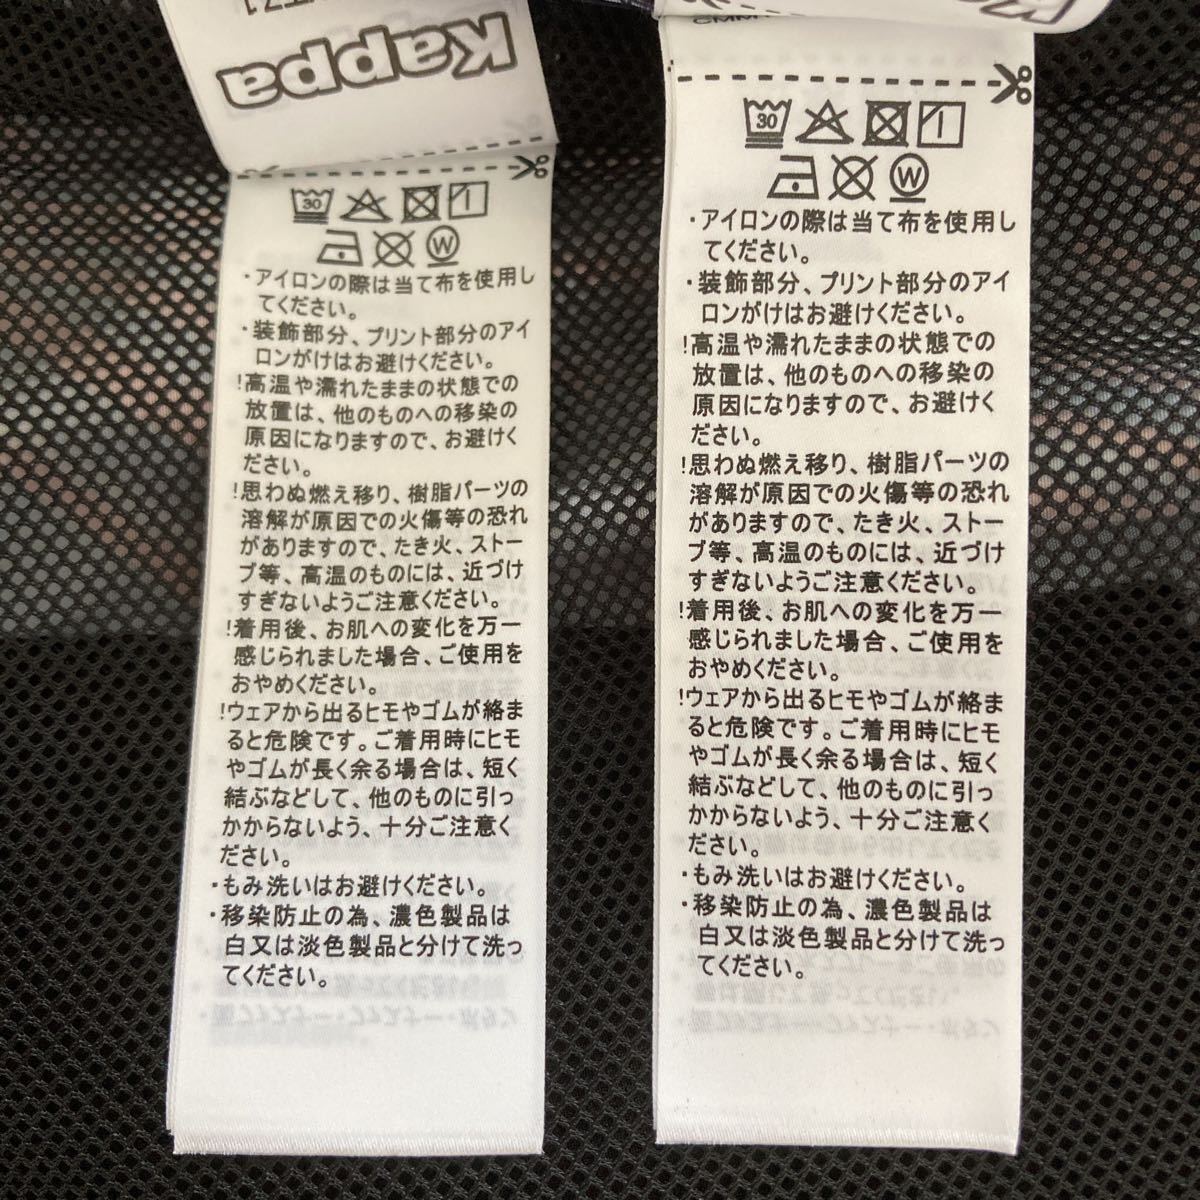 T71
Kappa
30
W
・アイロンの際は当て布を使用し
てください。
・装飾部分、プリント部分のアイ
ロンがけはお避けください。
!高温や濡れたままの状態での
放置は、他のものへの移染の
原因になりますので、お避けく
ださい。
!思わぬ燃え移り、樹脂パーツの
溶解が原因での火傷等の恐れ
がありますので、たき火、ストー
ブ等、高温のものには、近づけ
すぎないようご注意ください。
!着用後、お肌への変化を万一
感じられました場合、ご使用を
おやめください。
!ウェアから出るヒモやゴムが絡ま
ると危険です。ご着用時にヒモ
やゴムが長く余る場合は、短く
結ぶなどして、他のものに引っ
かからないよう、十分ご注意く
ださい。
・もみ洗いはお避けください。
・移染防止の為、濃色製品は
白又は淡色製品と分けて洗っ
てください。
30
W
・アイロンの際は当て布を使用し
てください。
・装飾部分、プリント部分のアイ
ロンがけはお避けください。
!高温や濡れたままの状態での
放置は、他のものへの移染の
原因になりますので、お避けく
ださい。
!思わぬ燃え移り、樹脂パーツの
溶解が原因での火傷等の恐れ
がありますので、たき火、ストー
ブ等、高温のものには、近づけ
すぎないようご注意ください。
!着用後、お肌への変化を万一
感じられました場合、ご使用を
おやめください。
!ウェアから出るヒモやゴムが絡ま
ると危険です。ご着用時にヒモ
やゴムが長く余る場合は、短く
結ぶなどして、他のものに引っ
かからないよう、十分ご注意く
ださい。
・もみ洗いはお避けください。
・移染防止の為、濃色製品は
白又は淡色製品と分けて洗っ
てください。